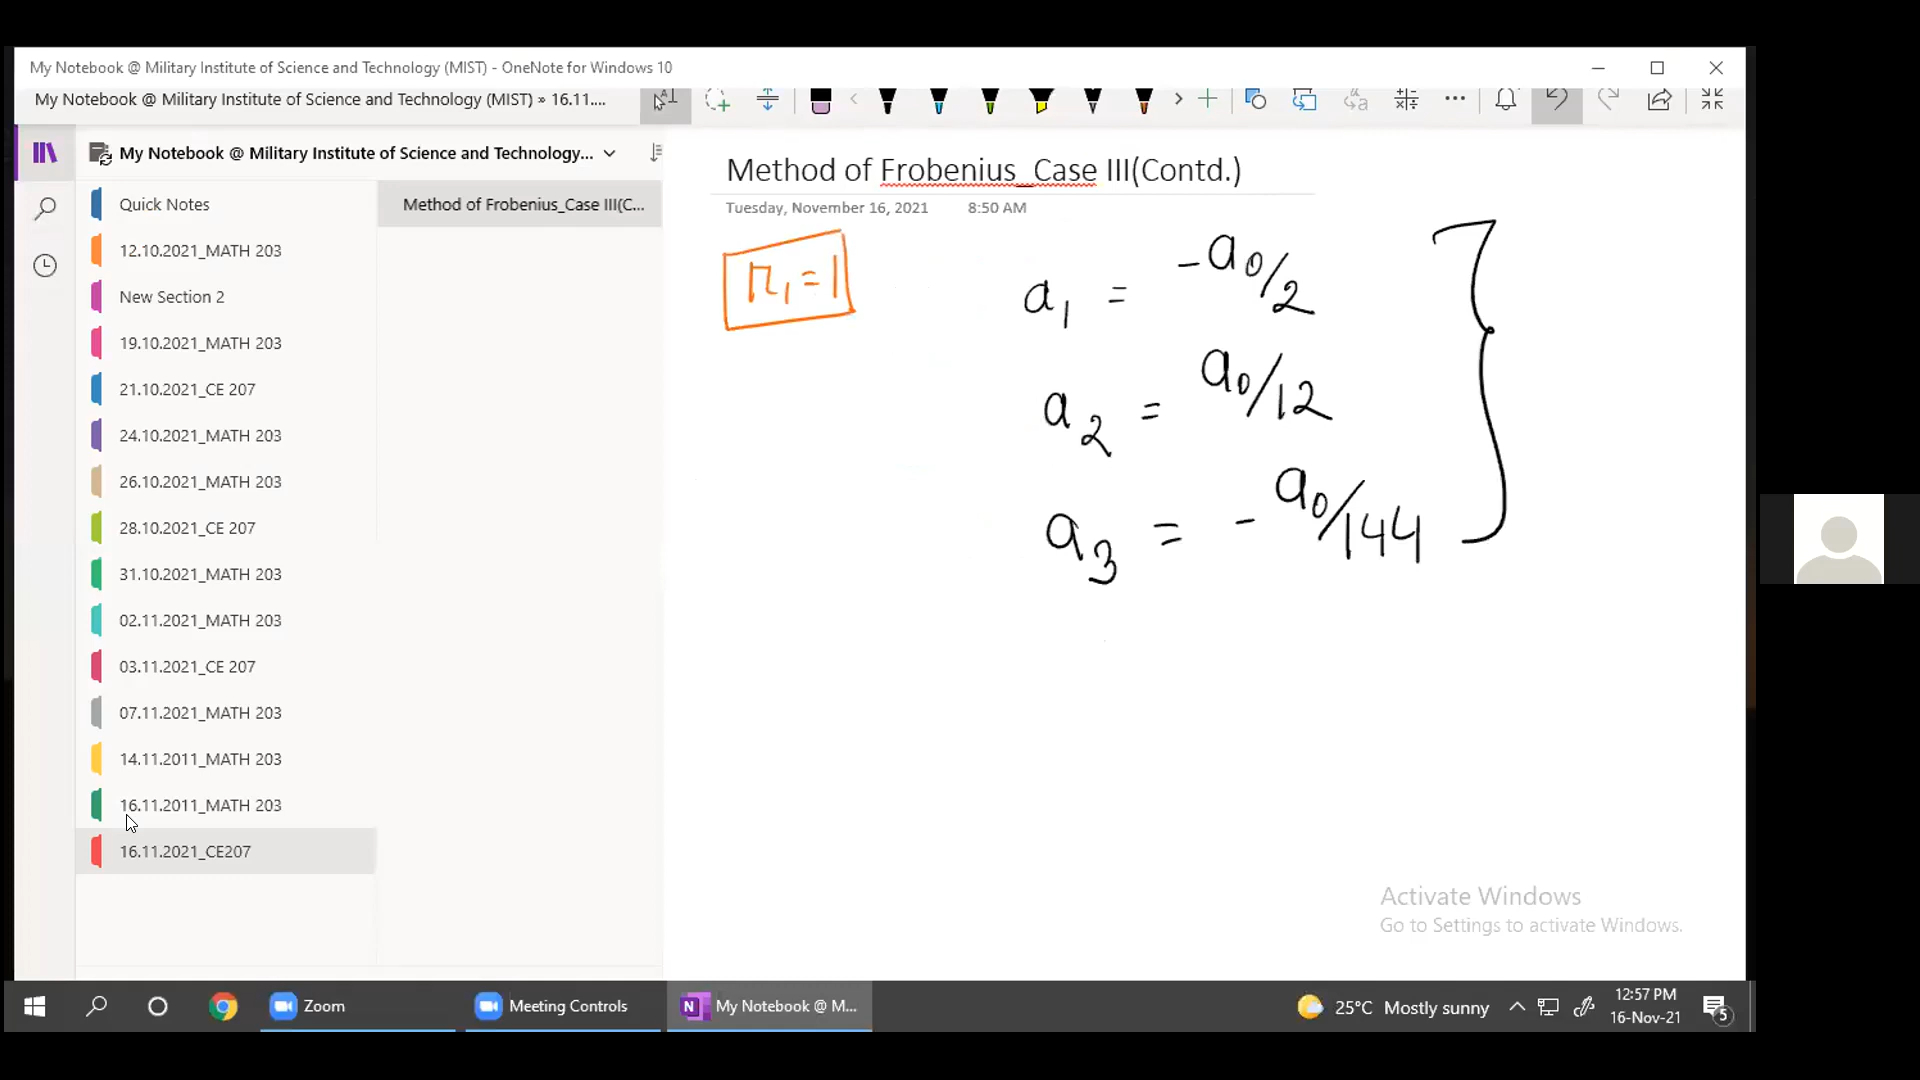 My Notebook @ Military Institute of Science and Technology (MIST) - OneNote for Windows 10
My Notebook @ Military Institute of Science and Technology (MIST) » 16.11....
My Notebook @ Military Institute of Science and Technology...
Quick Notes
12.10.2021_MATH 203
New Section 2
19.10.2021_MATH 203
21.10.2021_CE 207
24.10.2021_MATH 203
26.10.2021_MATH 203
28.10.2021_CE 207
31.10.2021_MATH 203
02.11.2021_MATH 203
03.11.2021_CE 207
07.11.2021_MATH 203
14.11.2011_MATH 203
16.11.2011_MATH 203
16.11.2021_CE207
Method of Frobenius_Case III(C...
Method of Frobenius_Case III(Contd.)
Tuesday, November 16, 2021 8:50 AM
r₁ = 1
a₁ = -a₀/2
a₂ = a₀/12
a₃ = - a₀/144
Activate Windows
Go to Settings to activate Windows.
Zoom
Meeting Controls
My Notebook @ M...
25°C Mostly sunny
12:57 PM
16-Nov-21
5